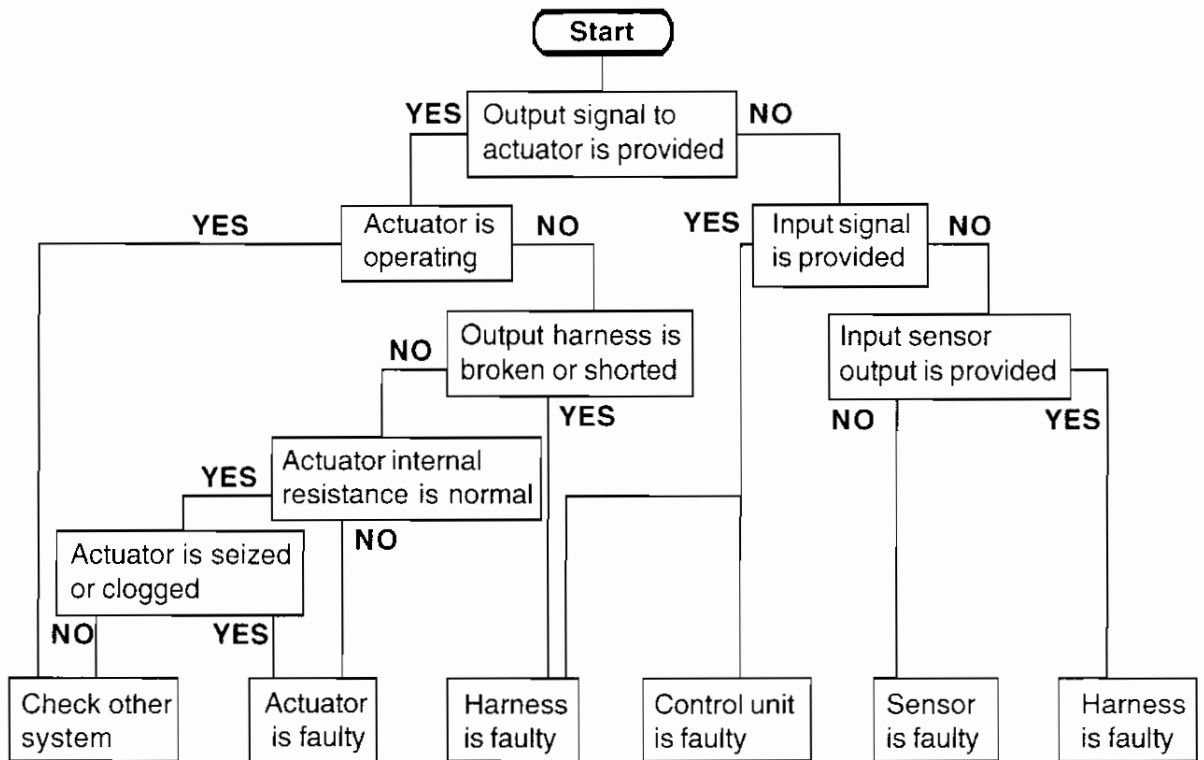 Start
YES
NO
Output signal to
actuator is provided
YES
Actuator is
operating
NO
YES
Input signal
is provided
NO
NO
Output harness is
broken or shorted
YES
Input sensor
output is provided
NO
YES
YES
Actuator internal
resistance is normal
NO
Actuator is seized
or clogged
NO
YES
Check other
system
Actuator
is faulty
Harness
is faulty
Control unit
is faulty
Sensor
is faulty
Harness
is faulty